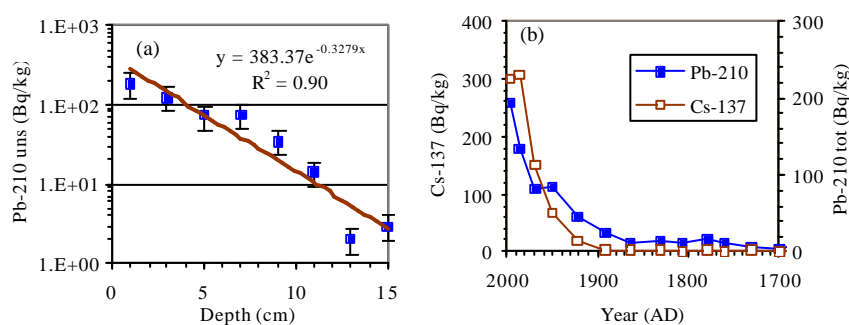 (a)
y = 383.37e^-0.3279x
R² = 0.90
1.E+03
1.E+02
1.E+01
1.E+00
Pb-210 uns (Bq/kg)
0 5 10 15
Depth (cm)
(b)
Pb-210
Cs-137
400
300
200
100
0
Cs-137 (Bq/kg)
300
200
100
0
Pb-210 tot (Bq/kg)
2000 1900 1800 1700
Year (AD)